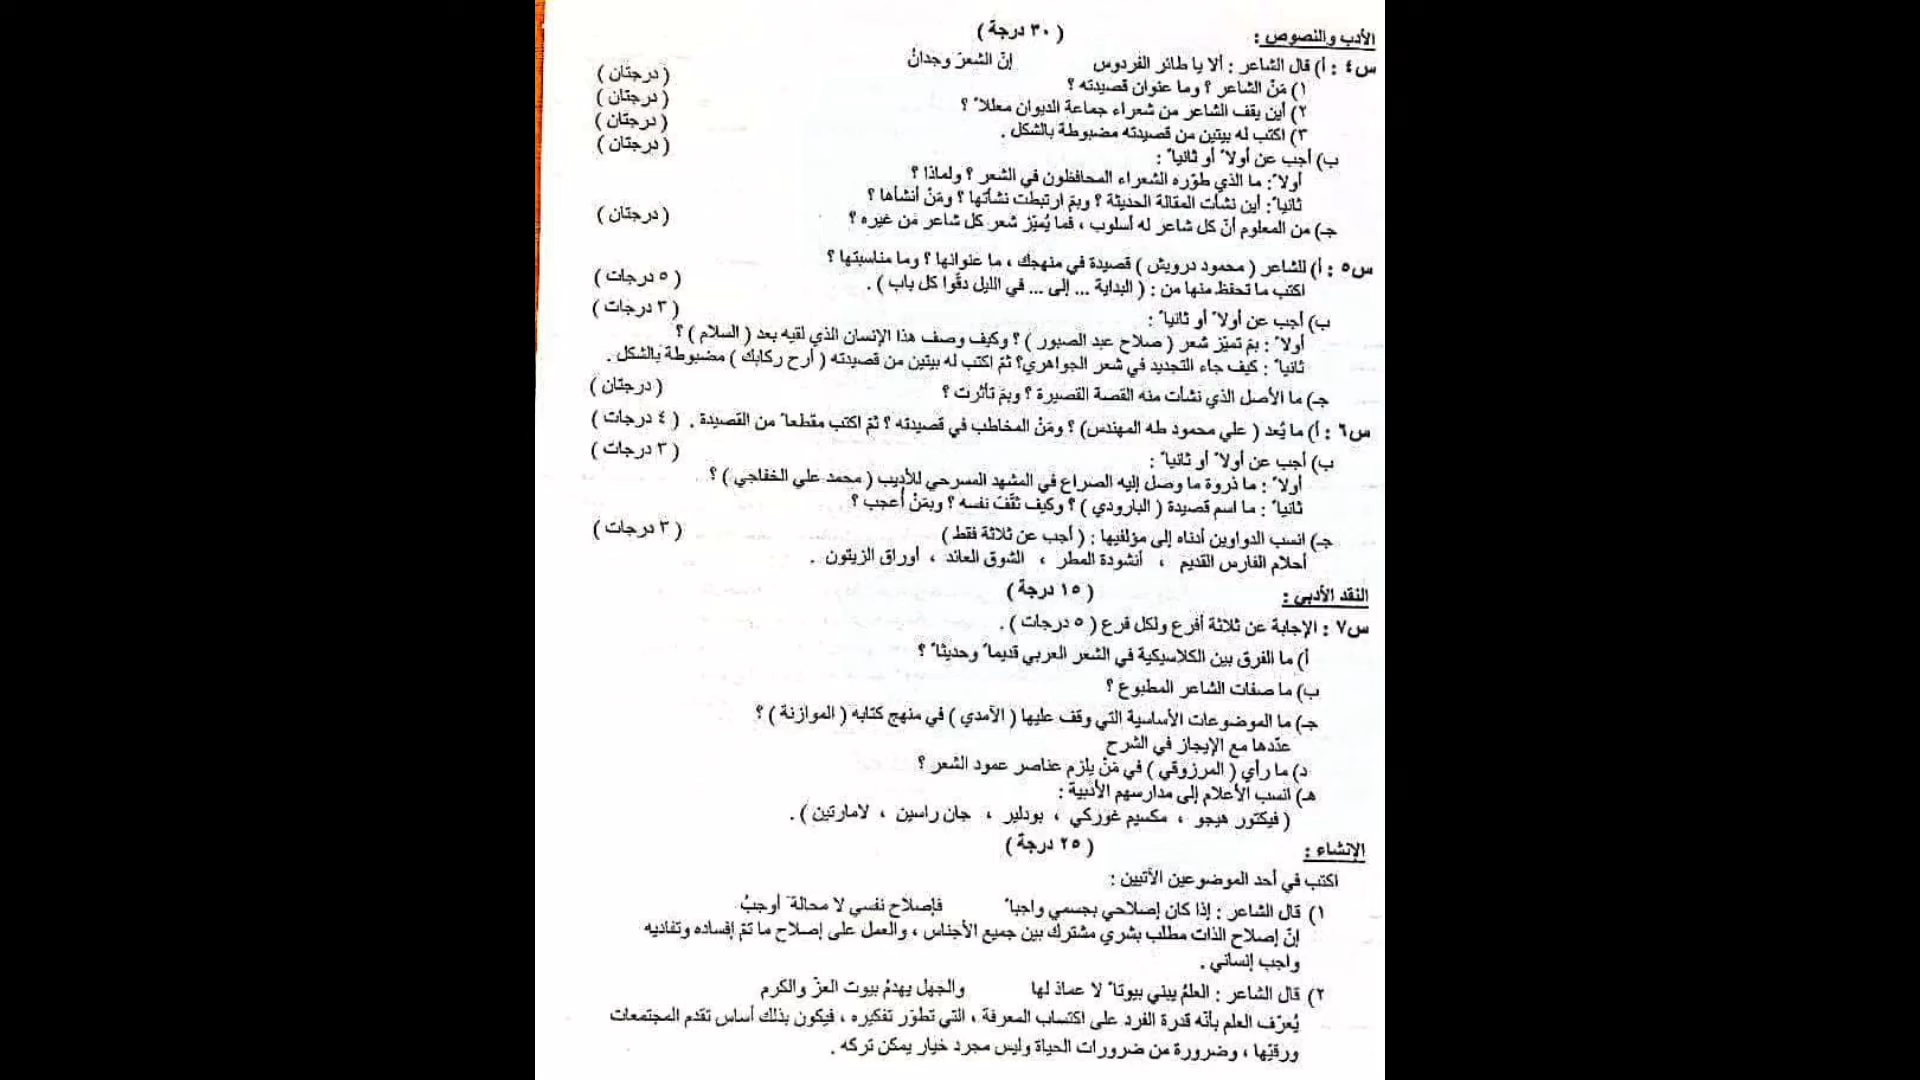 الأدب والنصوص : ( ٣٠ درجة )
س٤ : أ) قال الشاعر : ألا يا طائر الفردوس إنّ الشعرَ وجدانُ
١) مَنْ الشاعر ؟ وما عنوان قصيدته ؟ ( درجتان )
٢) أين يقف الشاعر من شعراء جماعة الديوان معللاً ؟ ( درجتان )
٣) اكتب له بيتين من قصيدته مضبوطة بالشكل . ( درجتان )
ب) أجب عن أولاً أو ثانياً : ( درجتان )
أولاً : ما الذي طوّره الشعراء المحافظون في الشعر ؟ ولماذا ؟
ثانياً : أين نشأت المقالة الحديثة ؟ وبمَ ارتبطت نشأتها ؟ ومَنْ أنشأها ؟
جـ) من المعلوم أنّ كل شاعر له أسلوب ، فما يُميّز شعر كل شاعر مَن غيره ؟ ( درجتان )
س٥ : أ) للشاعر ( محمود درويش ) قصيدة في منهجك ، ما عنوانها ؟ وما مناسبتها ؟
اكتب ما تحفظ منها من : ( البداية ... إلى ... في الليل دقّوا كل باب ) . ( ٥ درجات )
ب) أجب عن أولاً أو ثانياً : ( ٣ درجات )
أولاً : بمَ تميّز شعر ( صلاح عبد الصبور ) ؟ وكيف وصف هذا الإنسان الذي لقيه بعد ( السلام ) ؟
ثانياً : كيف جاء التجديد في شعر الجواهري؟ ثمّ اكتب له بيتين من قصيدته ( أرح ركابك ) مضبوطة بالشكل .
جـ) ما الأصل الذي نشأت منه القصة القصيرة ؟ وبمَ تأثرت ؟ ( درجتان )
س٦ : أ) ما يُعد ( علي محمود طه المهندس) ؟ ومَنْ المخاطب في قصيدته ؟ ثمّ اكتب مقطعاً من القصيدة . ( ٤ درجات )
ب) أجب عن أولاً أو ثانياً : ( ٣ درجات )
أولاً : ما ذروة ما وصل إليه الصراع في المشهد المسرحي للأديب ( محمد علي الخفاجي ) ؟
ثانياً : ما اسم قصيدة ( البارودي ) ؟ وكيف ثقّفَ نفسه ؟ وبمَنْ أُعجب ؟
جـ) انسب الدواوين أدناه إلى مؤلفيها : ( أجب عن ثلاثة فقط ) ( ٣ درجات )
أحلام الفارس القديم ، أنشودة المطر ، الشوق العائد ، أوراق الزيتون .
النقد الأدبي : ( ١٥ درجة )
س٧ : الإجابة عن ثلاثة أفرع ولكل فرع ( ٥ درجات ) .
أ) ما الفرق بين الكلاسيكية في الشعر العربي قديماً وحديثاً ؟
ب) ما صفات الشاعر المطبوع ؟
جـ) ما الموضوعات الأساسية التي وقف عليها ( الآمدي ) في منهج كتابه ( الموازنة ) ؟
عدّدها مع الإيجاز في الشرح
د) ما رأي ( المرزوقي ) في مَنْ يلزم عناصر عمود الشعر ؟
هـ) انسب الأعلام إلى مدارسهم الأدبية :
( فيكتور هيجو ، مكسيم غوركي ، بودلير ، جان راسين ، لامارتين ) .
الإنشاء : ( ٢٥ درجة )
اكتب في أحد الموضوعين الآتيين :
١) قال الشاعر : إذا كان إصلاحي بجسمي واجباً فإصلاح نفسي لا محالةَ أوجبُ
إنّ إصلاح الذات مطلب بشري مشترك بين جميع الأجناس ، والعمل على إصلاح ما تمّ إفساده وتفاديه
واجب إنساني .
٢) قال الشاعر : العلمُ يبني بيوتاً لا عمادَ لها والجهل يهدمُ بيوت العزّ والكرم
يُعرّف العلم بأنّه قدرة الفرد على اكتساب المعرفة ، التي تطوّر تفكيره ، فيكون بذلك أساس تقدم المجتمعات
ورقيّها ، وضرورة من ضرورات الحياة وليس مجرد خيار يمكن تركه .